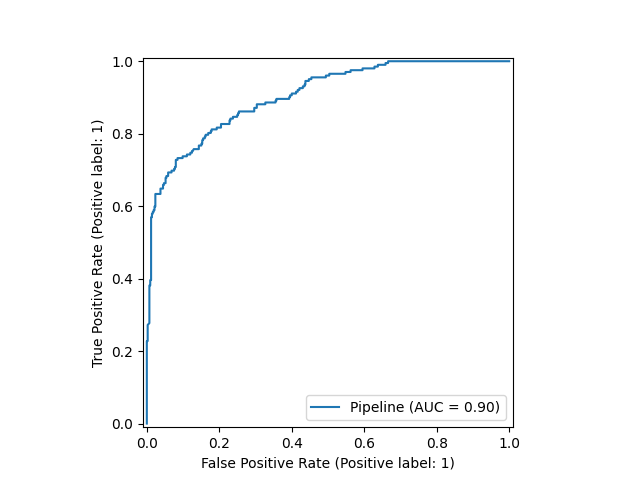 1.0
0.8
0.6
0.4
0.2
0.0
True Positive Rate (Positive label: 1)
Pipeline (AUC = 0.90)
0.0 0.2 0.4 0.6 0.8 1.0
False Positive Rate (Positive label: 1)